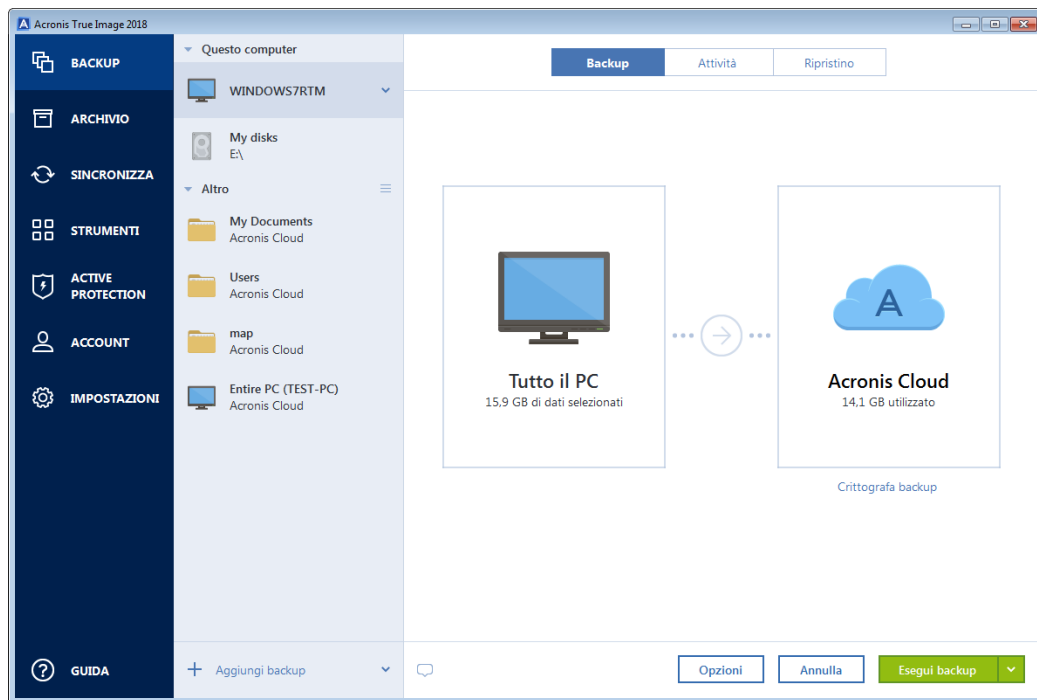 Acronis True Image 2018
BACKUP
ARCHIVIO
SINCRONIZZA
STRUMENTI
ACTIVE
PROTECTION
ACCOUNT
IMPOSTAZIONI
GUIDA
Questo computer
WINDOWS7RTM
My disks
E:\
Altro
My Documents
Acronis Cloud
Users
Acronis Cloud
map
Acronis Cloud
Entire PC (TEST-PC)
Acronis Cloud
Aggiungi backup
Backup
Attività
Ripristino
Tutto il PC
15,9 GB di dati selezionati
Acronis Cloud
14,1 GB utilizzato
Crittografa backup
Opzioni
Annulla
Esegui backup